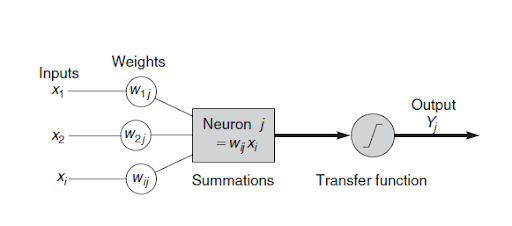 Weights
Inputs
x₁
w₁ⱼ
Output
Yⱼ
Neuron j
= wᵢⱼ xᵢ
x₂
w₂ⱼ
xᵢ
wᵢⱼ
Summations
Transfer function